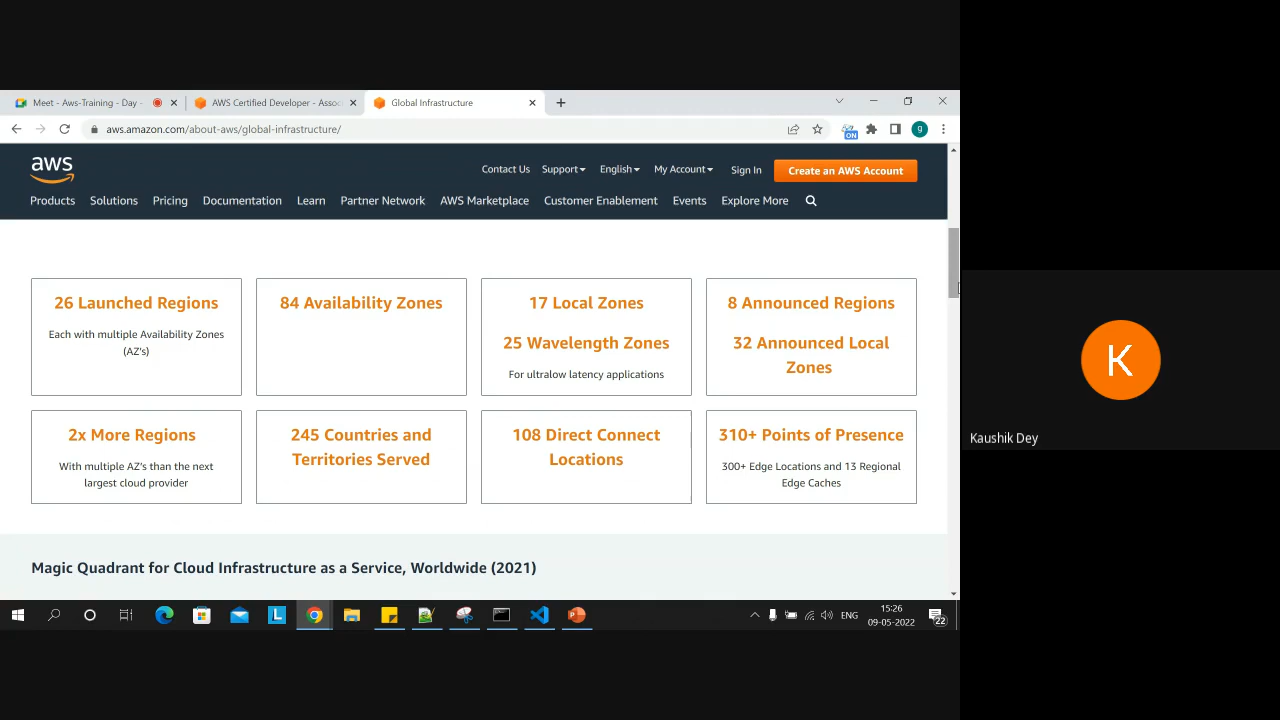 Meet - Aws-Training - Day -
AWS Certified Developer - Assoc
Global Infrastructure
aws.amazon.com/about-aws/global-infrastructure/
ON
g
aws
Contact Us Support English My Account Sign In Create an AWS Account
Products Solutions Pricing Documentation Learn Partner Network AWS Marketplace Customer Enablement Events Explore More
26 Launched Regions
Each with multiple Availability Zones
(AZ's)
84 Availability Zones
17 Local Zones
25 Wavelength Zones
For ultralow latency applications
8 Announced Regions
32 Announced Local
Zones
2x More Regions
With multiple AZ's than the next
largest cloud provider
245 Countries and
Territories Served
108 Direct Connect
Locations
310+ Points of Presence
300+ Edge Locations and 13 Regional
Edge Caches
Magic Quadrant for Cloud Infrastructure as a Service, Worldwide (2021)
L
ENG
15:26
09-05-2022
22
K
Kaushik Dey